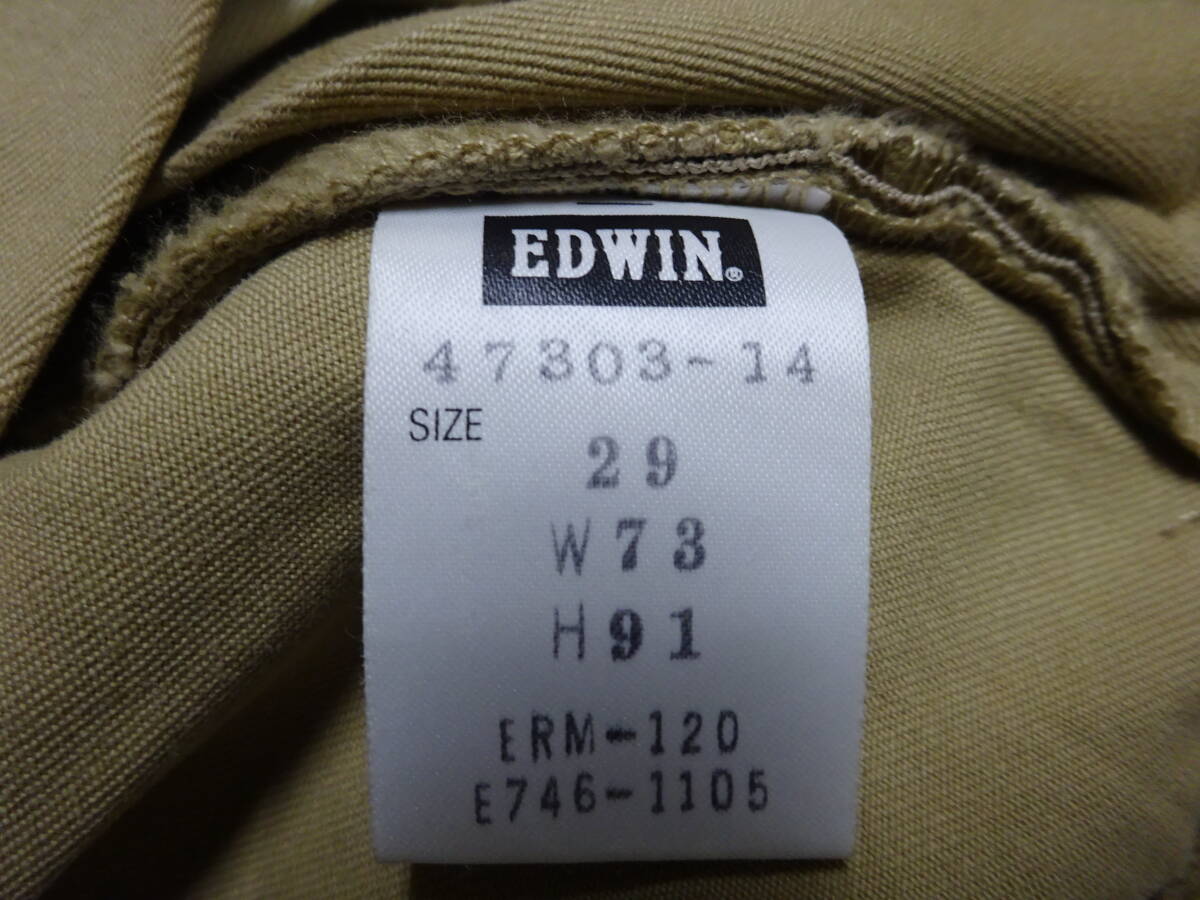 EDWIN®
47303-14
SIZE
29
W73
H91
ERM-120
E746-1105